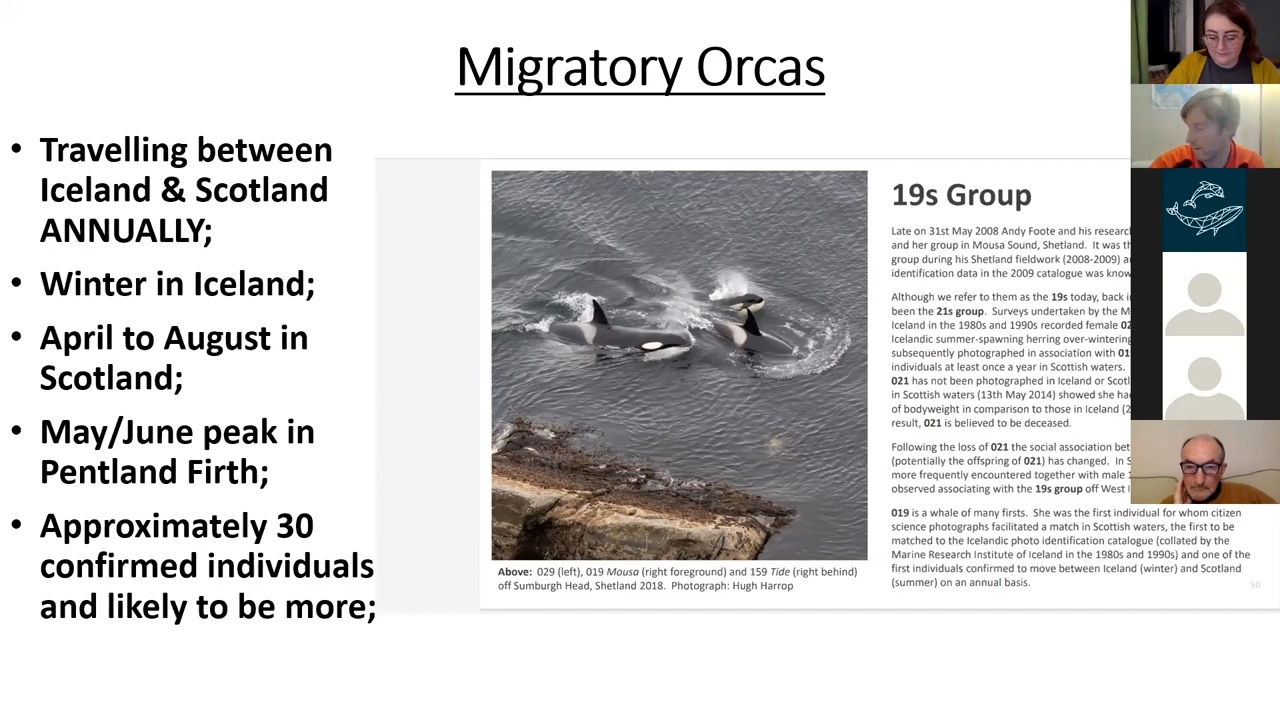 Migratory Orcas
• Travelling between
Iceland & Scotland
ANNUALLY;
• Winter in Iceland;
• April to August in
Scotland;
• May/June peak in
Pentland Firth;
• Approximately 30
confirmed individuals
and likely to be more;
Above: 029 (left), 019 Mousa (right foreground) and 159 Tide (right behind)
off Sumburgh Head, Shetland 2018. Photograph: Hugh Harrop
19s Group
Late on 31st May 2008 Andy Foote and his
and her group in Mousa Sound, Shetland. It was
group during his Shetland fieldwork (2008-2009)
identification data in the 2009 catalogue was
Although we refer to them as the 19s today, back
been the 21s group. Surveys undertaken by the
Iceland in the 1980s and 1990s recorded female
Icelandic summer-spawning herring over-wintering
subsequently photographed in association with
individuals at least once a year in Scottish waters.
021 has not been photographed in Iceland or
in Scottish waters (13th May 2014) showed she
of bodyweight in comparison to those in Iceland
result, 021 is believed to be deceased.
Following the loss of 021 the social association
(potentially the offspring of 021) has changed. In
more frequently encountered together with male
observed associating with the 19s group off West
019 is a whale of many firsts. She was the first individual for whom citizen
science photographs facilitated a match in Scottish waters, the first to be
matched to the Icelandic photo identification catalogue (collated by the
Marine Research Institute of Iceland in the 1980s and 1990s) and one of the
first individuals confirmed to move between Iceland (winter) and Scotland
(summer) on an annual basis.
50